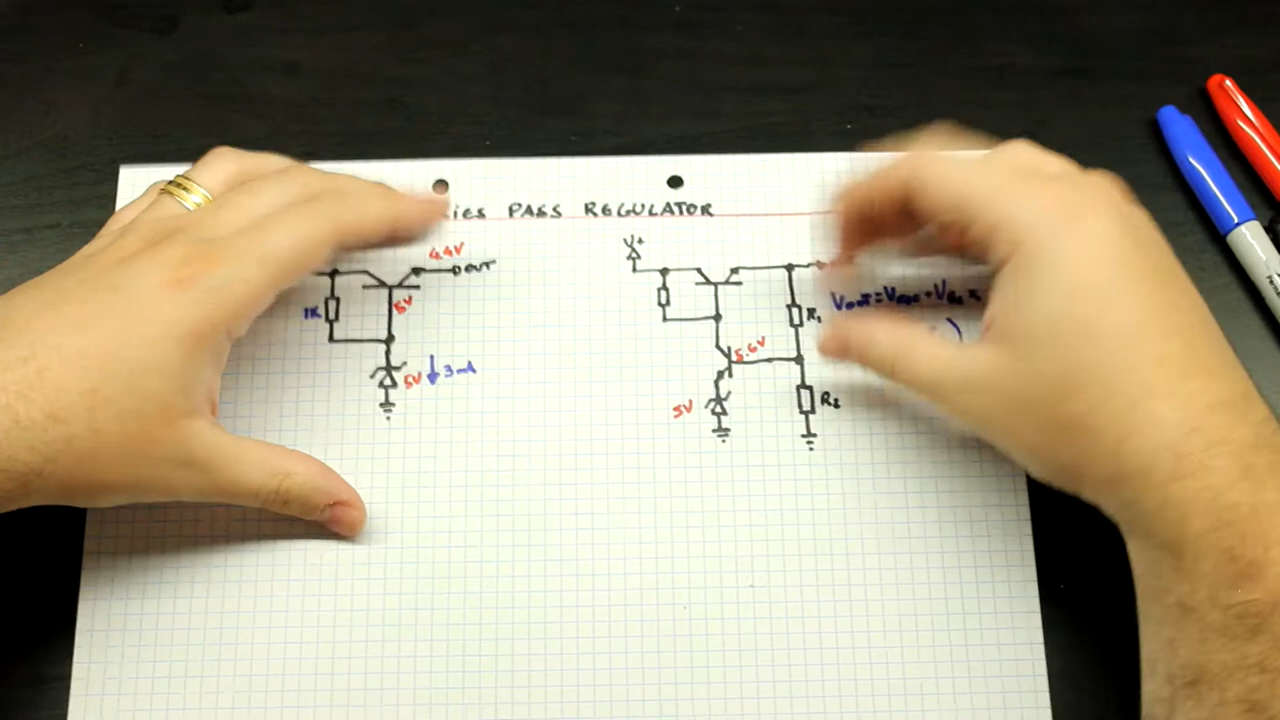 PASS REGULATOR
4.4V
OUT
1K
5V
5V 3mA
V+
R1
5.6V
5V
R2